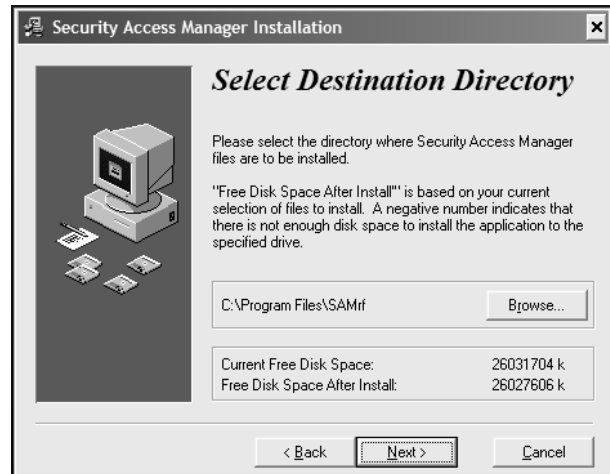 Security Access Manager Installation
Select Destination Directory
Please select the directory where Security Access Manager
files are to be installed.
"Free Disk Space After Install"' is based on your current
selection of files to install. A negative number indicates that
there is not enough disk space to install the application to the
specified drive.
C:\Program Files\SAMrf
Browse...
Current Free Disk Space: 26031704 k
Free Disk Space After Install: 26027606 k
< Back Next > Cancel